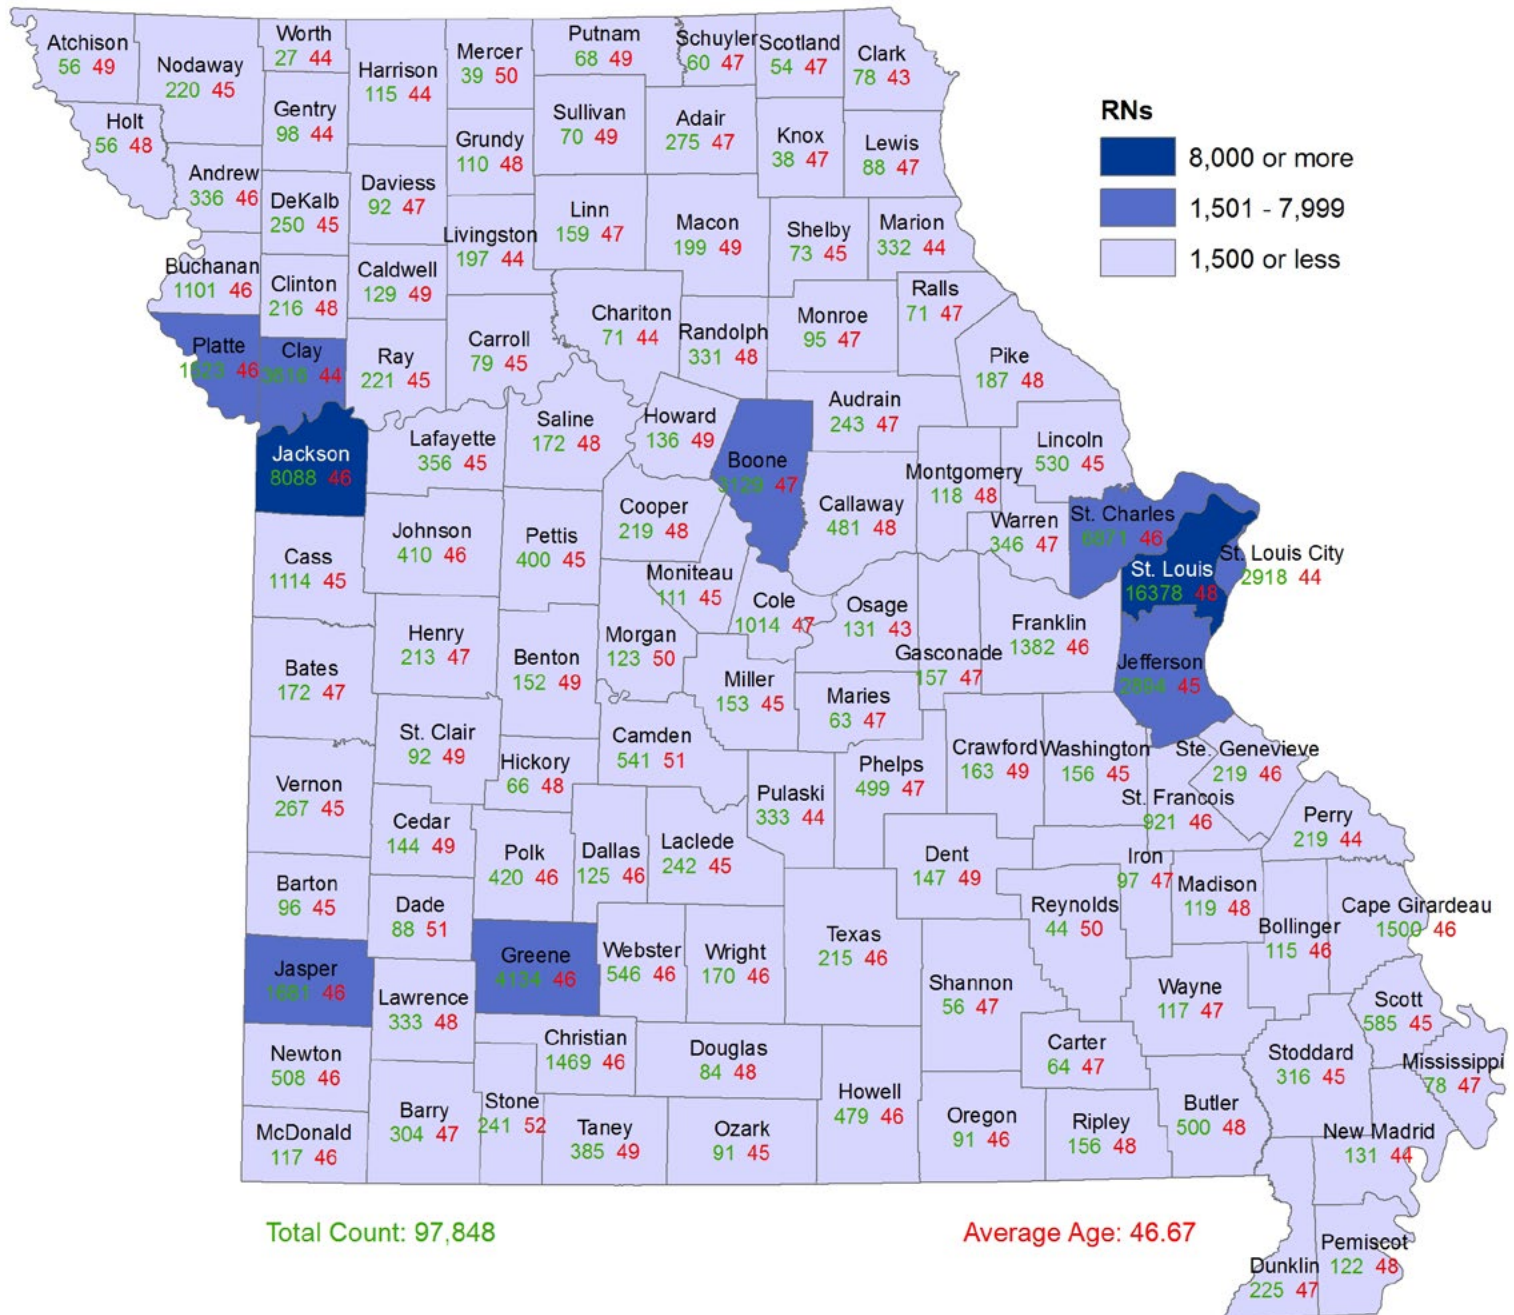 Atchison
56 49
Nodaway
220 45
Worth
27 44
Harrison
115 44
Mercer
39 50
Putnam
68 49
Schuyler
60 47
Scotland
54 47
Clark
78 43
Holt
56 48
Gentry
98 44
Grundy
110 48
Sullivan
70 49
Adair
275 47
Knox
38 47
Lewis
88 47
RNs
8,000 or more
1,501 - 7,999
1,500 or less
Andrew
336 46
DeKalb
250 45
Daviess
92 47
Livingston
197 44
Linn
159 47
Macon
199 49
Shelby
73 45
Marion
332 44
Buchanan
1101 46
Clinton
216 48
Caldwell
129 49
Chariton
71 44
Randolph
331 48
Monroe
95 47
Ralls
71 47
Platte
1523 46
Clay
44
Ray
221 45
Carroll
79 45
Pike
187 48
Jackson
8088 46
Lafayette
356 45
Saline
172 48
Howard
136 49
Boone
3129 47
Audrain
243 47
Montgomery
118 48
Lincoln
530 45
Cooper
219 48
Callaway
481 48
Warren
346 47
St. Charles
6871 46
St. Louis
16378 48
St. Louis City
2918 44
Cass
1114 45
Johnson
410 46
Pettis
400 45
Moniteau
111 45
Cole
1014 47
Osage
131 43
Gasconade
157 47
Franklin
1382 46
Jefferson
45
Bates
172 47
Henry
213 47
Benton
152 49
Morgan
123 50
Miller
153 45
Maries
63 47
St. Clair
92 49
Hickory
66 48
Camden
541 51
Pulaski
333 44
Phelps
499 47
Crawford
163 49
Washington
156 45
Ste. Genevieve
219 46
St. Francois
921 46
Perry
219 44
Vernon
267 45
Cedar
144 49
Polk
420 46
Dallas
125 46
Laclede
242 45
Dent
147 49
Iron
97 47
Madison
119 48
Reynolds
44 50
Bollinger
115 46
Cape Girardeau
1500 46
Barton
96 45
Dade
88 51
Greene
4134 46
Webster
546 46
Wright
170 46
Texas
215 46
Shannon
56 47
Wayne
117 47
Scott
585 45
Jasper
1681 46
Lawrence
333 48
Christian
1469 46
Douglas
84 48
Carter
64 47
Stoddard
316 45
Mississippi
78 47
Newton
508 46
Barry
304 47
Stone
241 52
Taney
385 49
Ozark
91 45
Howell
479 46
Oregon
91 46
Ripley
156 48
Butler
500 48
New Madrid
131 44
McDonald
117 46
Total Count: 97,848
Average Age: 46.67
Dunklin
225 47
Pemiscot
122 48